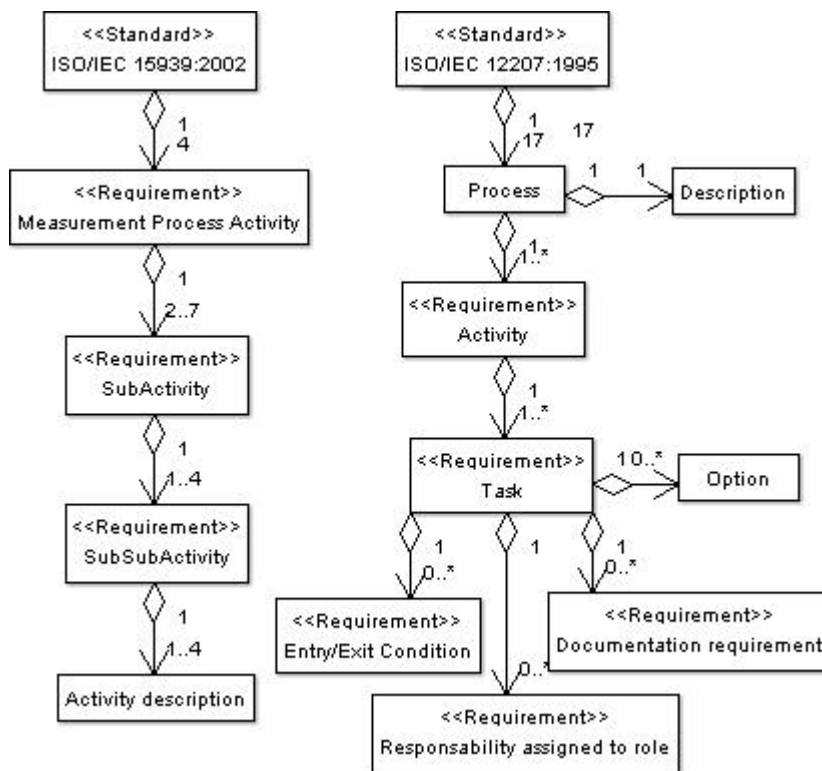 <<Standard>>
ISO/IEC 15939:2002
1
4
<<Requirement>>
Measurement Process Activity
1
2..7
<<Requirement>>
SubActivity
1
1..4
<<Requirement>>
SubSubActivity
1
1..4
Activity description
<<Standard>>
ISO/IEC 12207:1995
1
17
17
Process
1
1
Description
1
1..*
<<Requirement>>
Activity
1
1..*
<<Requirement>>
Task
1
0..*
Option
1
0..*
<<Requirement>>
Entry/Exit Condition
1
0..*
<<Requirement>>
Responsability assigned to role
1
0..*
<<Requirement>>
Documentation requirement